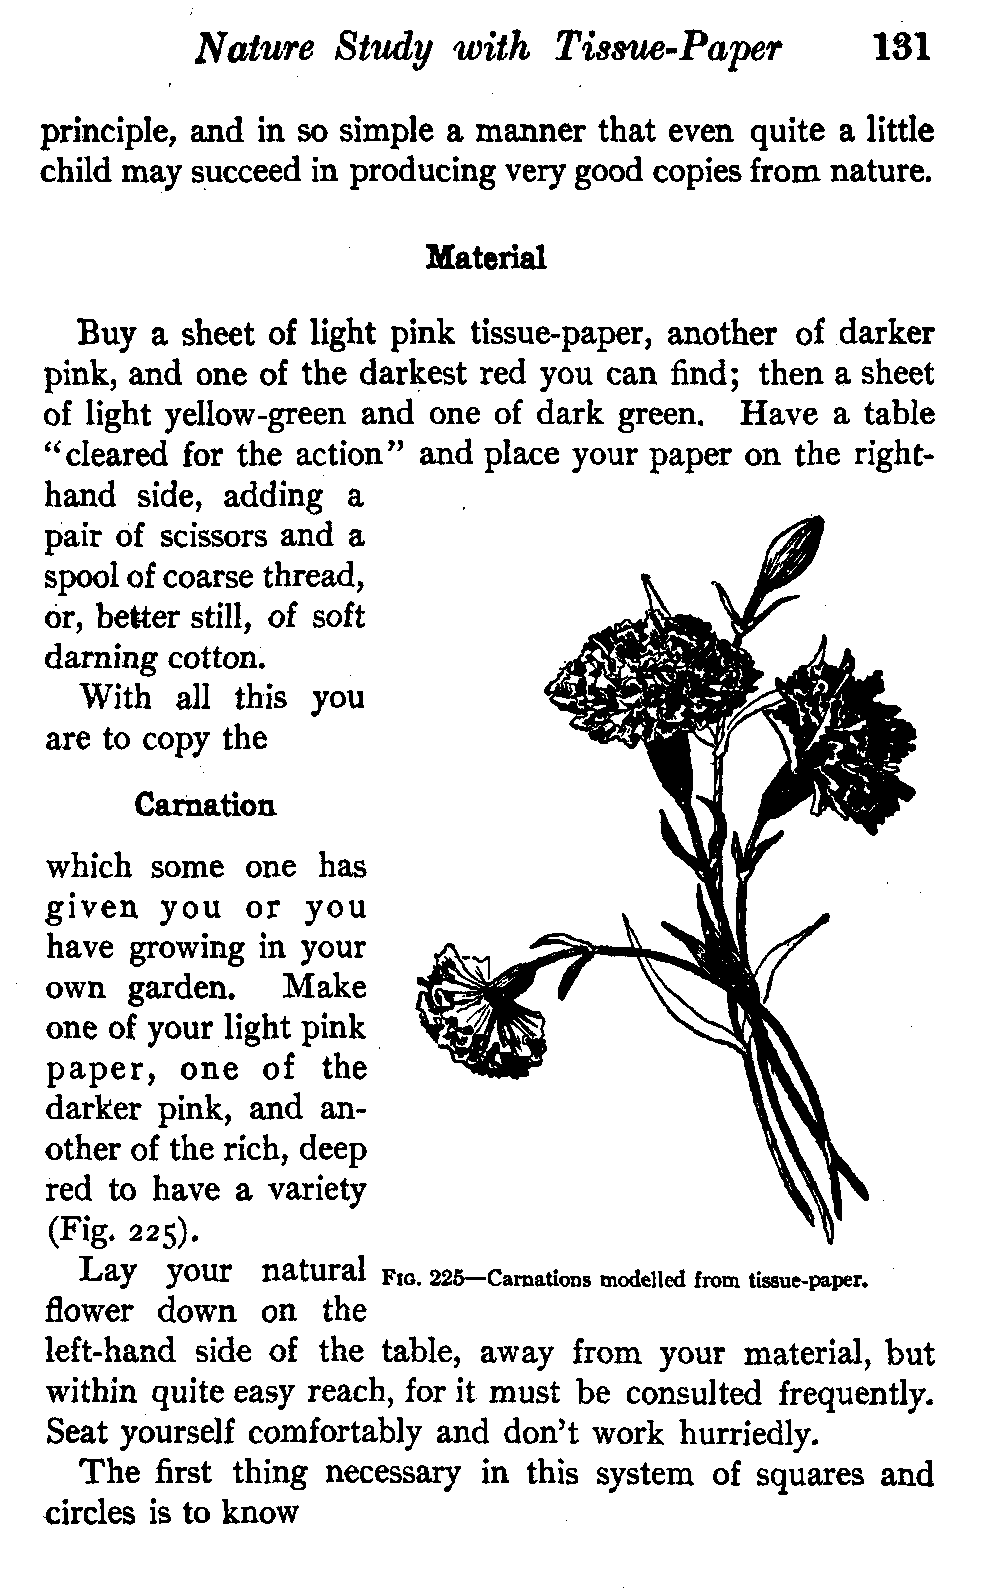 Nature Study with Tissue-Paper 131
principle, and in so simple a manner that even quite a little
child may succeed in producing very good copies from nature.
Material
Buy a sheet of light pink tissue-paper, another of darker
pink, and one of the darkest red you can find; then a sheet
of light yellow-green and one of dark green. Have a table
"cleared for the action" and place your paper on the right-
hand side, adding a
pair of scissors and a
spool of coarse thread,
or, better still, of soft
darning cotton.
With all this you
are to copy the
Carnation
which some one has
given you or you
have growing in your
own garden. Make
one of your light pink
paper, one of the
darker pink, and an-
other of the rich, deep
red to have a variety
(Fig. 225).
Lay your natural
flower down on the
left-hand side of the table, away from your material, but
within quite easy reach, for it must be consulted frequently.
Seat yourself comfortably and don't work hurriedly.
The first thing necessary in this system of squares and
circles is to know
FIG. 225—Carnations modelled from tissue-paper.